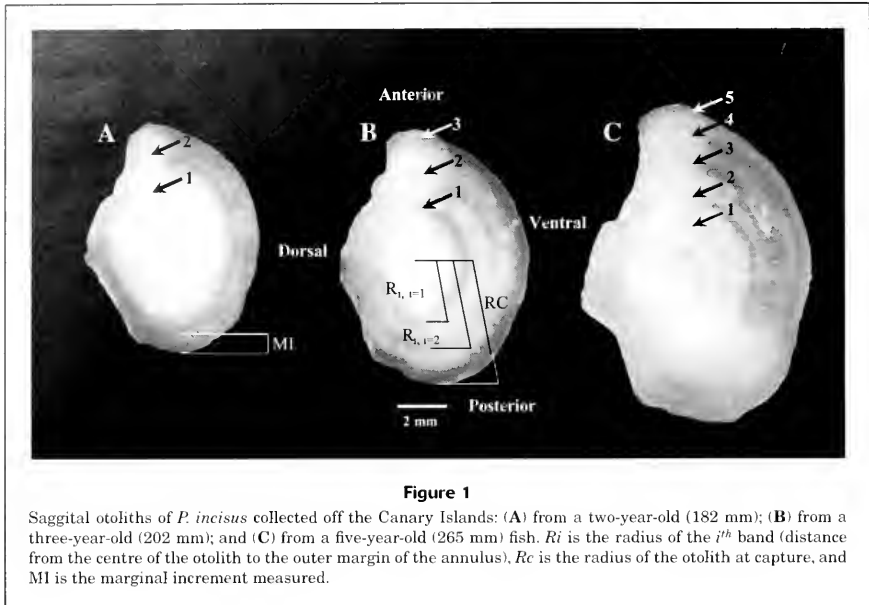 Anterior
A
2
1
MI
B
3
2
1
Dorsal
Ventral
R1, 1=1
R1, 1=2
RC
Posterior
2 mm
C
5
4
3
2
1
Figure 1
Saggital otoliths of P. incisus collected off the Canary Islands: (A) from a two-year-old (182 mm); (B) from a
three-year-old (202 mm); and (C) from a five-year-old (265 mm) fish. Ri is the radius of the ith band (distance
from the centre of the otolith to the outer margin of the annulus), Rc is the radius of the otolith at capture, and
MI is the marginal increment measured.